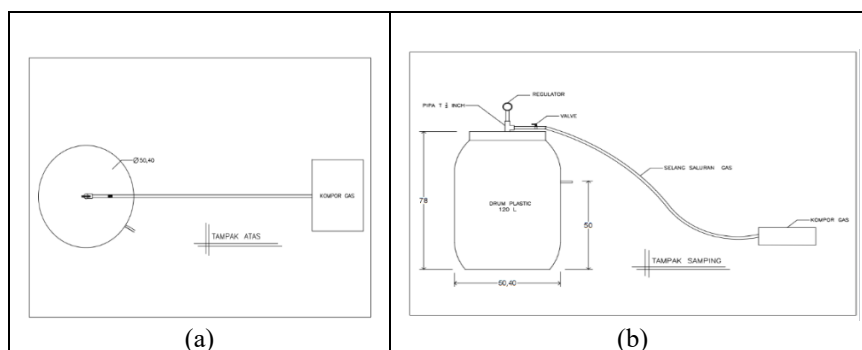 Ø50,40
KOMPOR GAS
TAMPAK ATAS
(a)
REGULATOR
PIPA T ½ INCH
VALVE
SELANG SALURAN GAS
78
DRUM PLASTIC
120 L
50
KOMPOR GAS
50,40
TAMPAK SAMPING
(b)